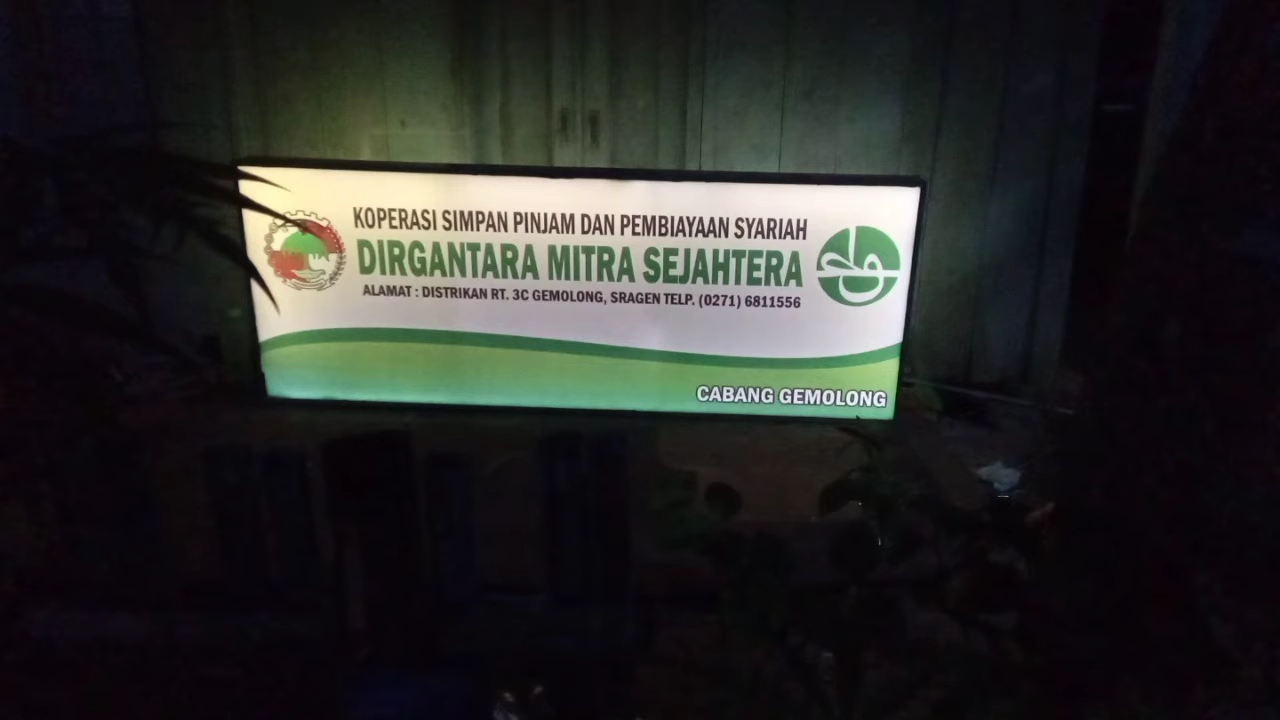 KOPERASI SIMPAN PINJAM DAN PEMBIAYAAN SYARIAH
DIRGANTARA MITRA SEJAHTERA
ALAMAT : DISTRIKAN RT. 3C GEMOLONG, SRAGEN TELP. (0271) 6811556
CABANG GEMOLONG